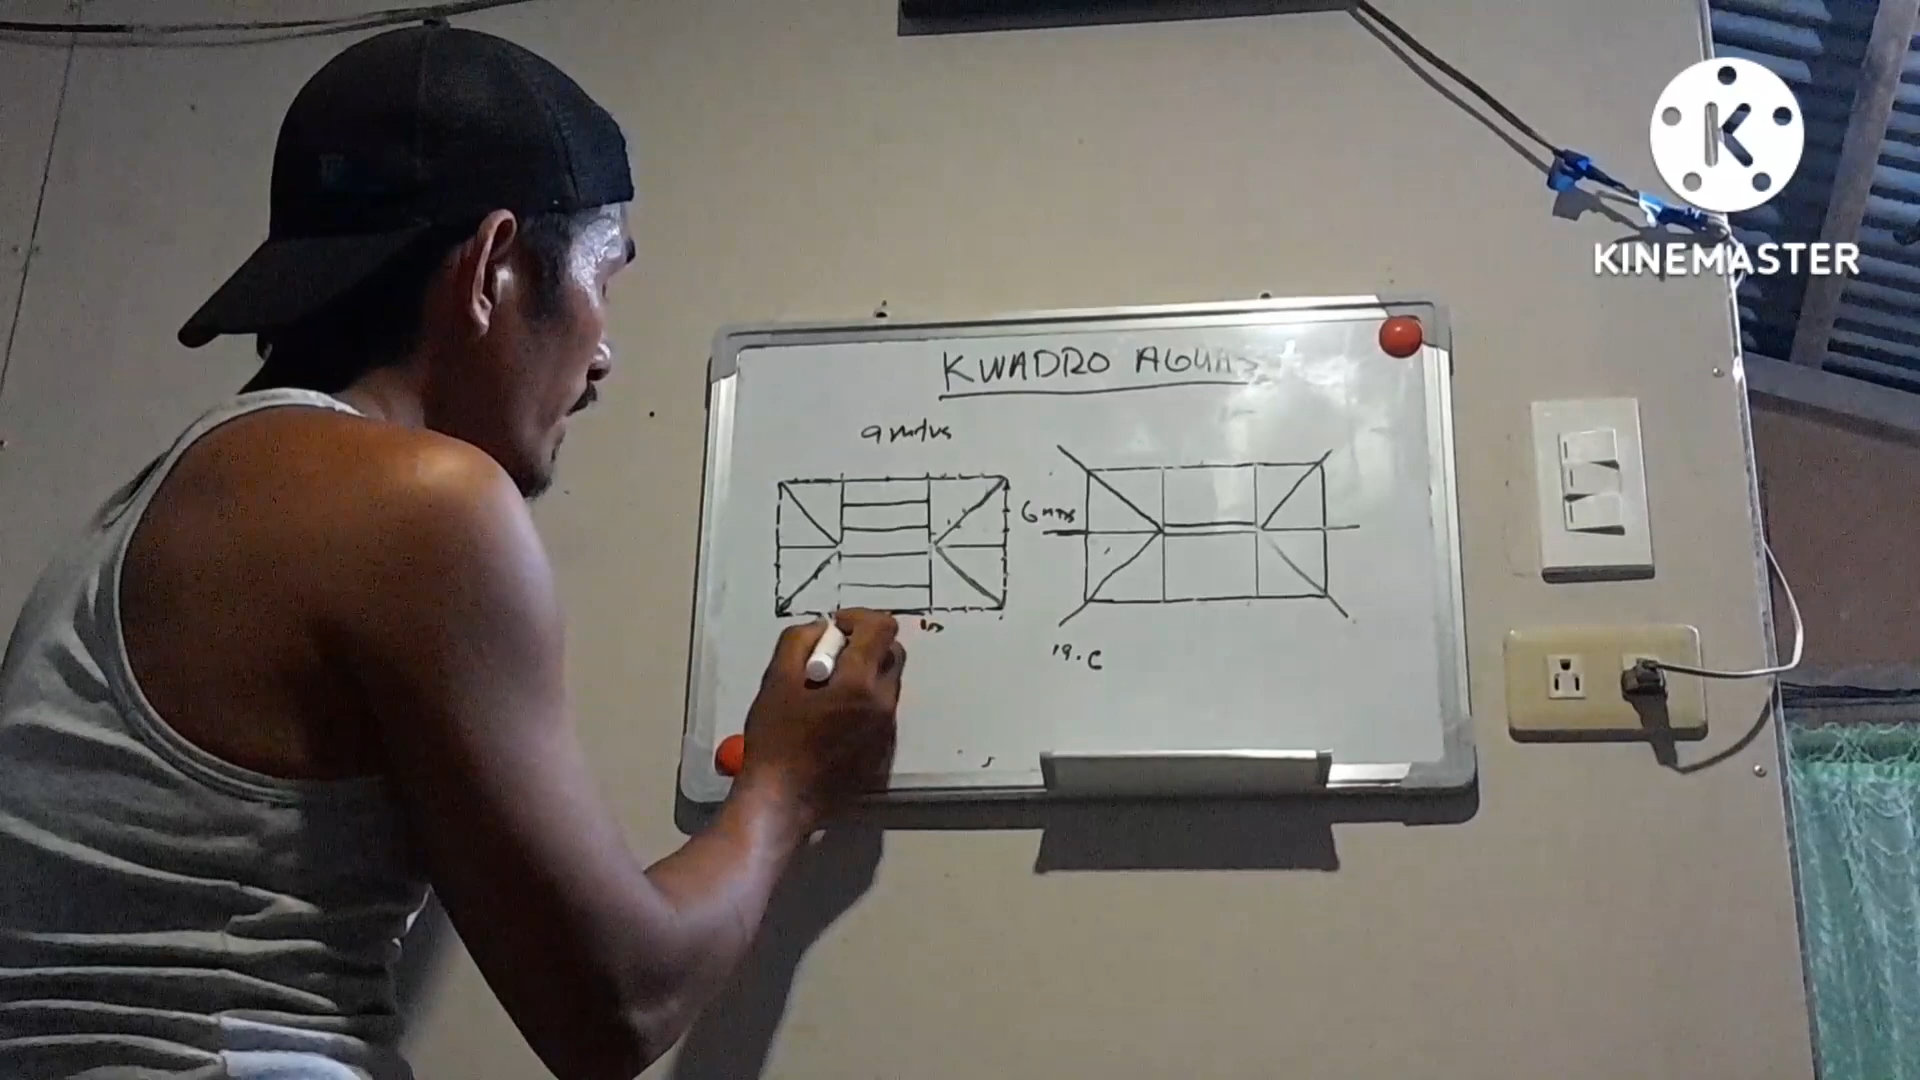 KINEMASTER
KWADRO AGUAS
9 mtrs
6 mtrs
19.C